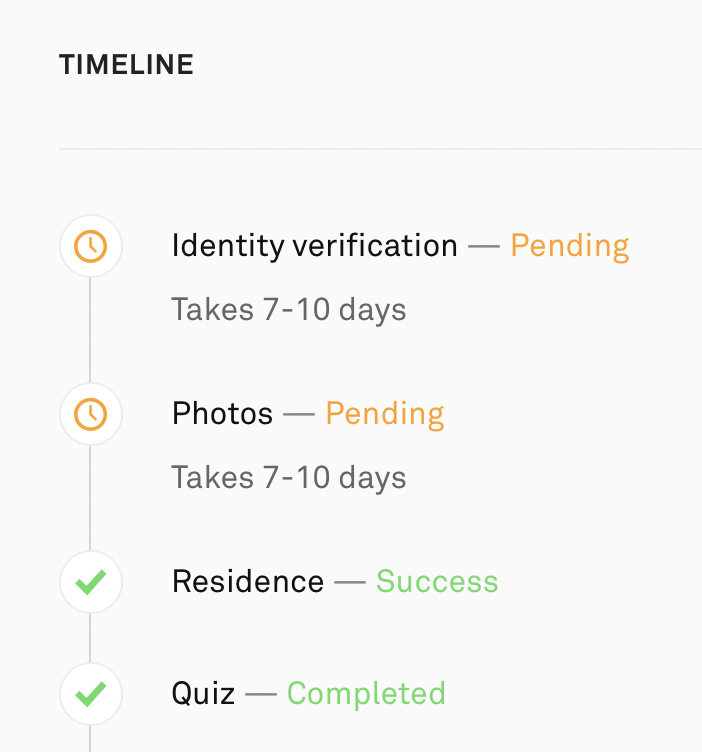 TIMELINE
Identity verification — Pending
Takes 7-10 days
Photos — Pending
Takes 7-10 days
Residence — Success
Quiz — Completed